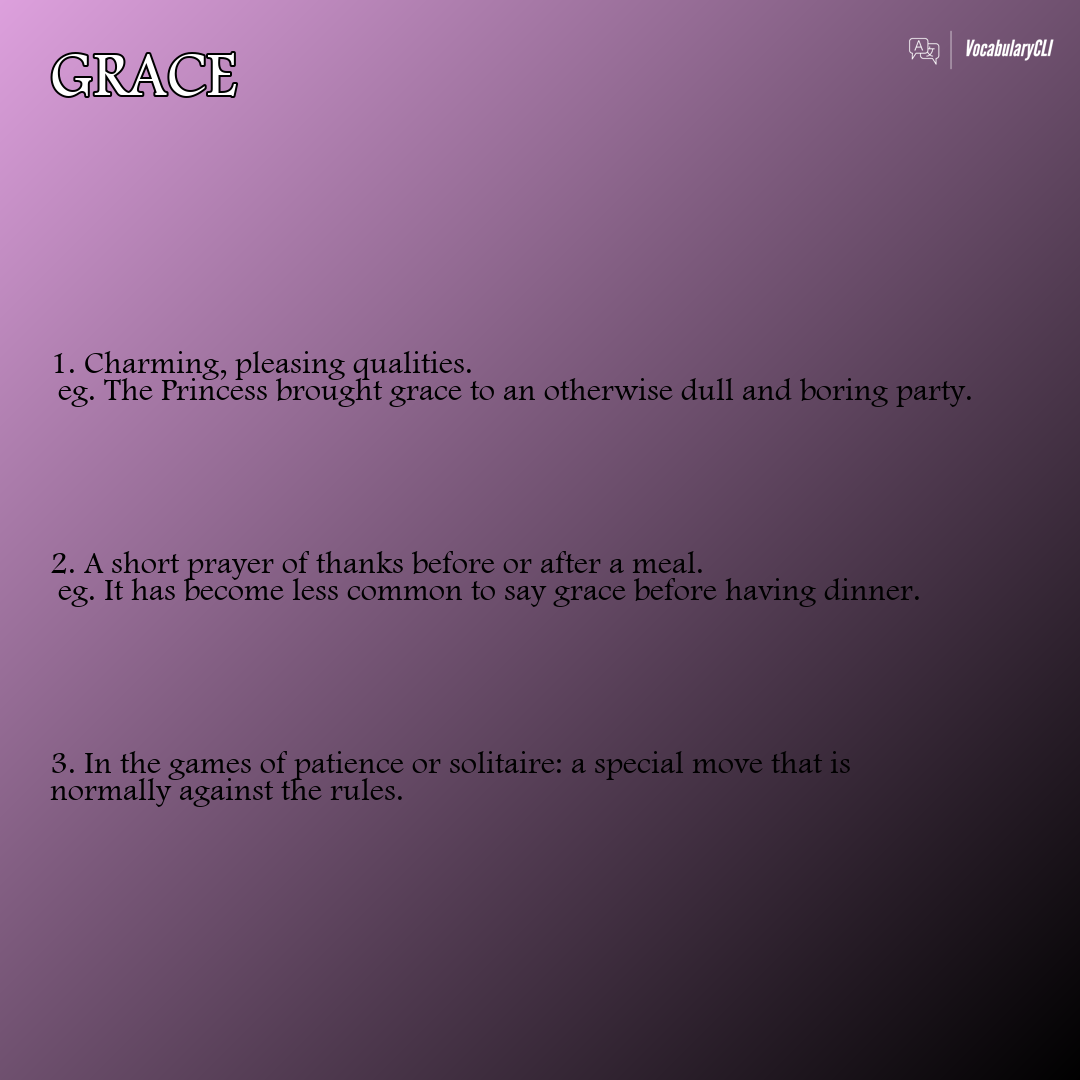 GRACE
VocabularyCLI
1. Charming, pleasing qualities.
eg. The Princess brought grace to an otherwise dull and boring party.
2. A short prayer of thanks before or after a meal.
eg. It has become less common to say grace before having dinner.
3. In the games of patience or solitaire: a special move that is
normally against the rules.